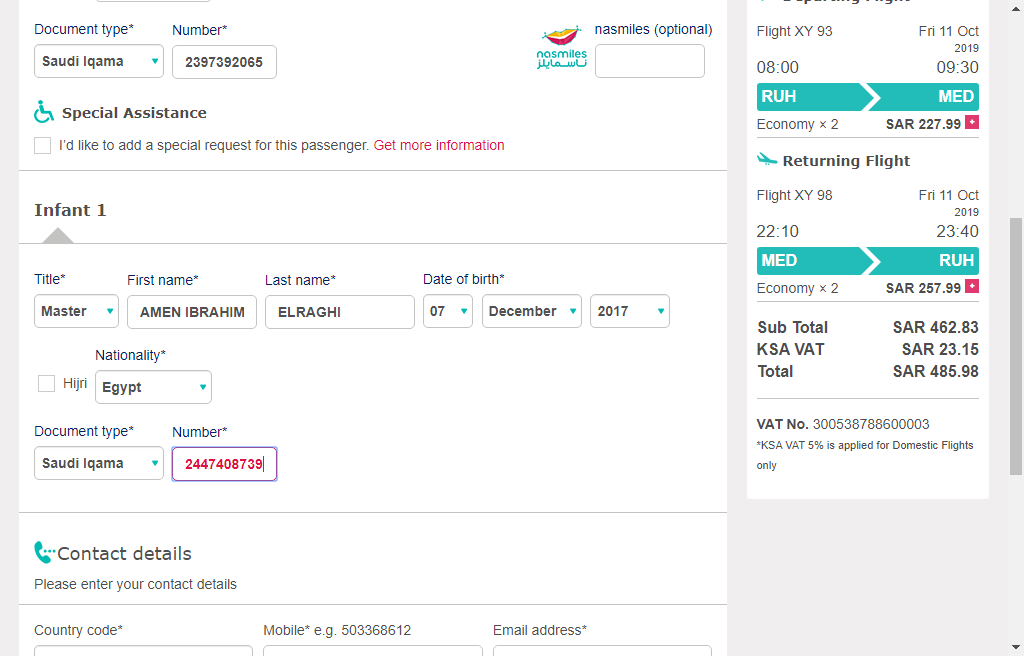 Document type*
Number*
nasmiles (optional)
Saudi Iqama
2397392065
nasmiles
ناسمايلز
Special Assistance
I'd like to add a special request for this passenger. Get more information
Infant 1
Title*
First name*
Last name*
Date of birth*
Master
AMEN IBRAHIM
ELRAGHI
07
December
2017
Nationality*
Hijri
Egypt
Document type*
Number*
Saudi Iqama
2447408739
Contact details
Please enter your contact details
Country code*
Mobile* e.g. 503368612
Email address*
Departing Flight
Flight XY 93
Fri 11 Oct
2019
08:00
09:30
RUH
MED
Economy × 2
SAR 227.99 +
Returning Flight
Flight XY 98
Fri 11 Oct
2019
22:10
23:40
MED
RUH
Economy × 2
SAR 257.99 +
Sub Total
SAR 462.83
KSA VAT
SAR 23.15
Total
SAR 485.98
VAT No. 300538788600003
*KSA VAT 5% is applied for Domestic Flights
only